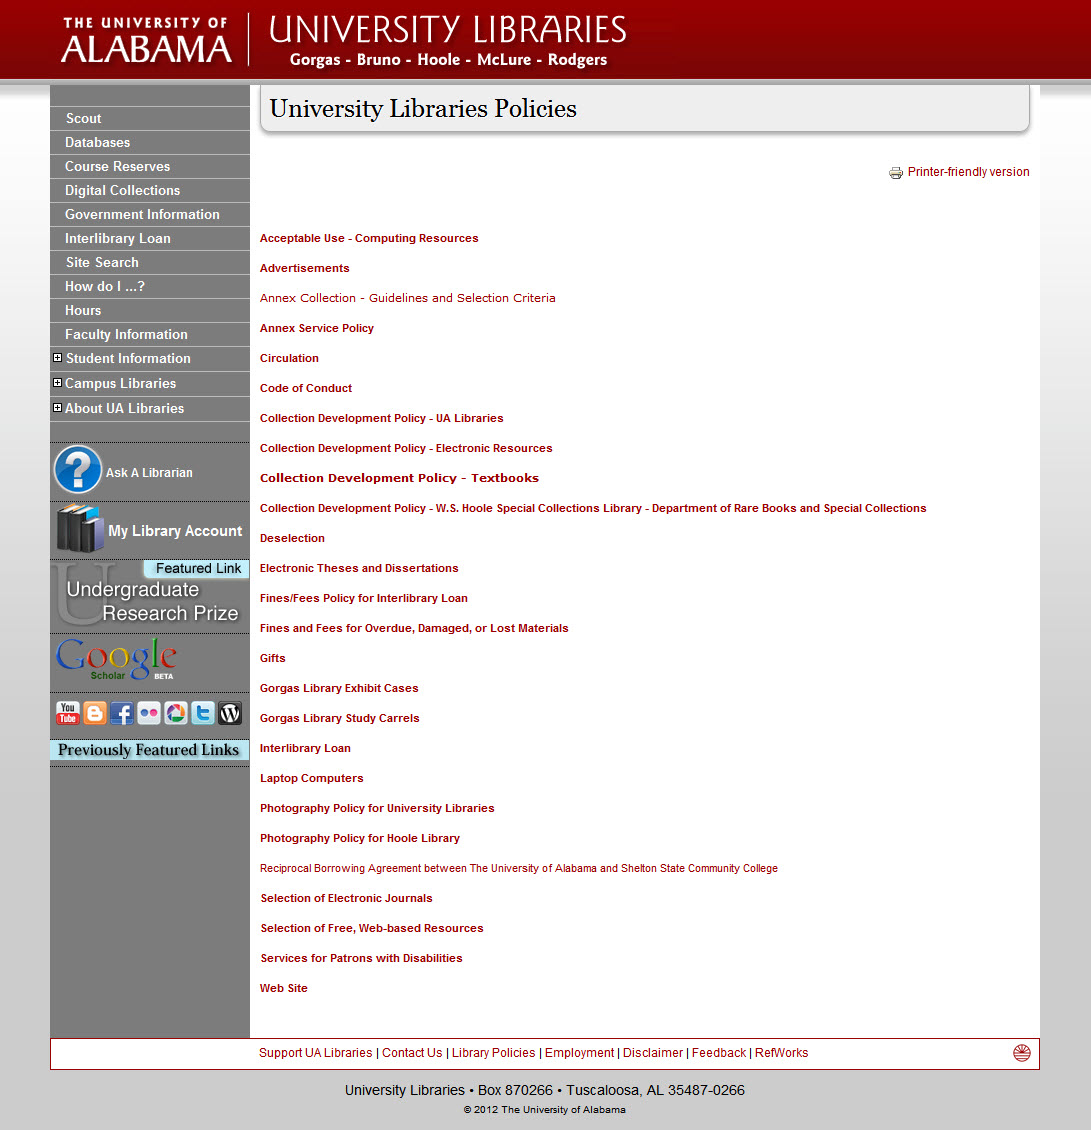 THE UNIVERSITY OF
ALABAMA
UNIVERSITY LIBRARIES
Gorgas - Bruno - Hoole - McLure - Rodgers
Scout
Databases
Course Reserves
Digital Collections
Government Information
Interlibrary Loan
Site Search
How do I ...?
Hours
Faculty Information
Student Information
Campus Libraries
About UA Libraries
? Ask A Librarian
My Library Account
Featured Link
U
Undergraduate
Research Prize
Google
Scholar BETA
You
Tube
Previously Featured Links
University Libraries Policies
Printer-friendly version
Acceptable Use - Computing Resources
Advertisements
Annex Collection - Guidelines and Selection Criteria
Annex Service Policy
Circulation
Code of Conduct
Collection Development Policy - UA Libraries
Collection Development Policy - Electronic Resources
Collection Development Policy - Textbooks
Collection Development Policy - W.S. Hoole Special Collections Library - Department of Rare Books and Special Collections
Deselection
Electronic Theses and Dissertations
Fines/Fees Policy for Interlibrary Loan
Fines and Fees for Overdue, Damaged, or Lost Materials
Gifts
Gorgas Library Exhibit Cases
Gorgas Library Study Carrels
Interlibrary Loan
Laptop Computers
Photography Policy for University Libraries
Photography Policy for Hoole Library
Reciprocal Borrowing Agreement between The University of Alabama and Shelton State Community College
Selection of Electronic Journals
Selection of Free, Web-based Resources
Services for Patrons with Disabilities
Web Site
Support UA Libraries | Contact Us | Library Policies | Employment | Disclaimer | Feedback | RefWorks
University Libraries • Box 870266 • Tuscaloosa, AL 35487-0266
© 2012 The University of Alabama